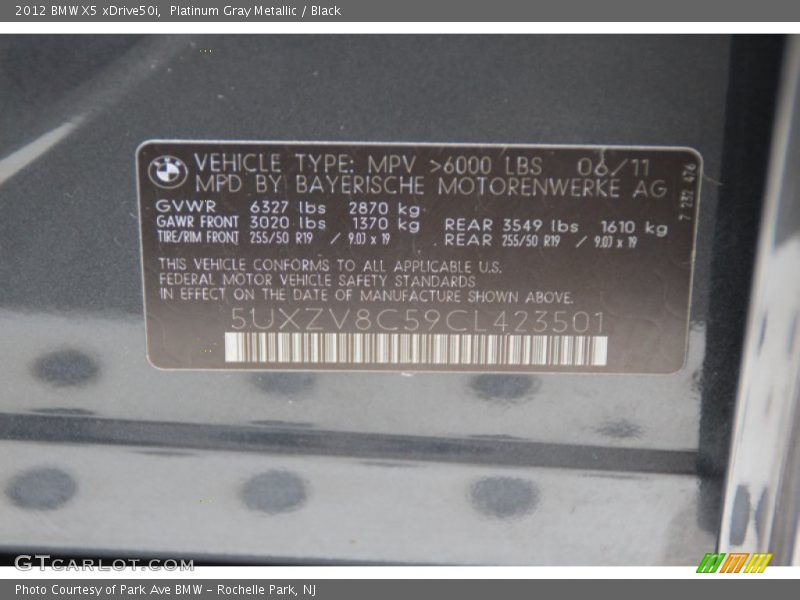 2012 BMW X5 xDrive50i, Platinum Gray Metallic / Black
VEHICLE TYPE: MPV >6000 LBS 06/11
MPD BY BAYERISCHE MOTORENWERKE AG
GVWR 6327 lbs 2870 kg
GAWR FRONT 3020 lbs 1370 kg REAR 3549 lbs 1610 kg
TIRE/RIM FRONT 255/50 R19 / 9.0J x 19 REAR 255/50 R19 / 9.0J x 19
7 232 676
THIS VEHICLE CONFORMS TO ALL APPLICABLE U.S.
FEDERAL MOTOR VEHICLE SAFETY STANDARDS
IN EFFECT ON THE DATE OF MANUFACTURE SHOWN ABOVE.
5UXZV8C59CL423501
GTCARLOT.COM
Photo Courtesy of Park Ave BMW - Rochelle Park, NJ